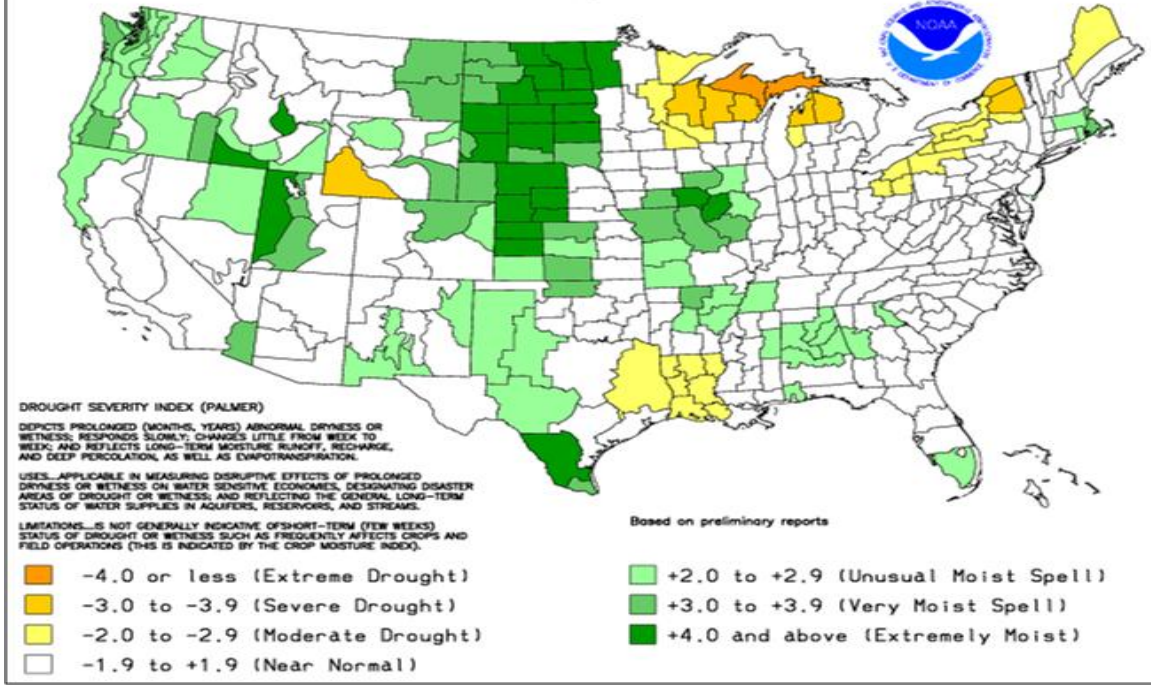 NOAA
DROUGHT SEVERITY INDEX (PALMER)
DEPICTS PROLONGED (MONTHS, YEARS) ABNORMAL DRYNESS OR
WETNESS; RESPONDS SLOWLY; CHANGES LITTLE FROM WEEK TO
WEEK; AND REFLECTS LONG-TERM MOISTURE RUNOFF, RECHARGE,
AND DEEP PERCOLATION, AS WELL AS EVAPOTRANSPIRATION.
USES...APPLICABLE IN MEASURING DISRUPTIVE EFFECTS OF PROLONGED
DRYNESS OR WETNESS ON WATER SENSITIVE ECONOMIES, DESIGNATING DISASTER
AREAS OF DROUGHT OR WETNESS; AND REFLECTING THE GENERAL LONG-TERM
STATUS OF WATER SUPPLIES IN AQUIFERS, RESERVOIRS, AND STREAMS.
LIMITATIONS...IS NOT GENERALLY INDICATIVE OFSHORT-TERM (FEW WEEKS)
STATUS OF DROUGHT OR WETNESS SUCH AS FREQUENTLY AFFECTS CROPS AND
FIELD OPERATIONS (THIS IS INDICATED BY THE CROP MOISTURE INDEX).
Based on preliminary reports
-4.0 or less (Extreme Drought)
-3.0 to -3.9 (Severe Drought)
-2.0 to -2.9 (Moderate Drought)
-1.9 to +1.9 (Near Normal)
+2.0 to +2.9 (Unusual Moist Spell)
+3.0 to +3.9 (Very Moist Spell)
+4.0 and above (Extremely Moist)